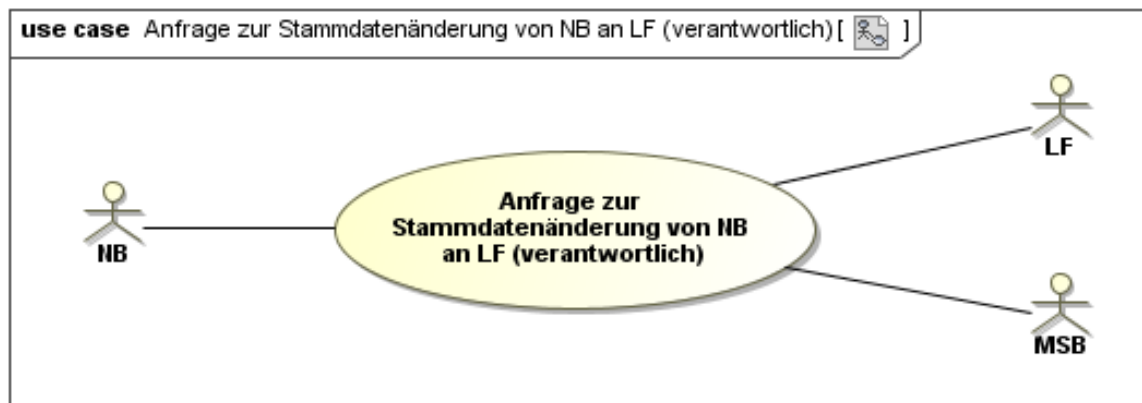 use case Anfrage zur Stammdatenänderung von NB an LF (verantwortlich)[ ]
LF
Anfrage zur
Stammdatenänderung von NB
an LF (verantwortlich)
NB
MSB